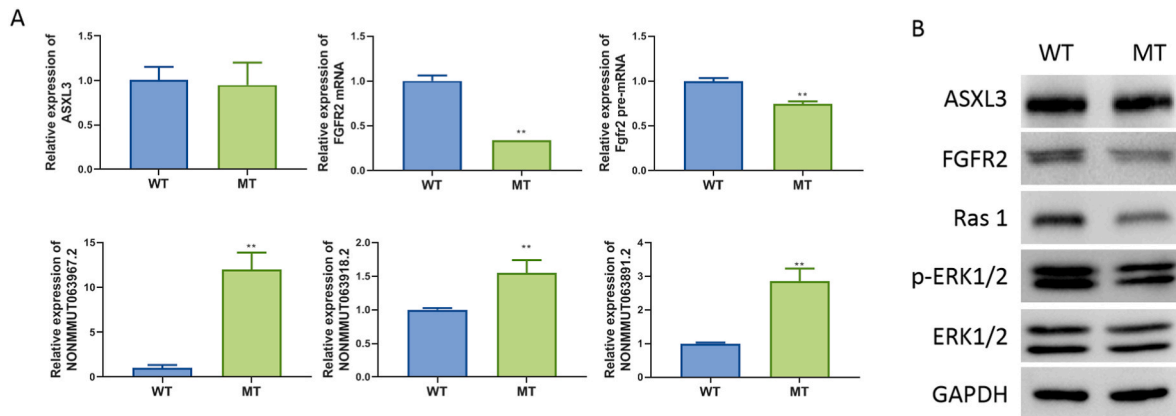 A
Relative expression of
ASXL3
1.5
1.0
0.5
0.0
WT
MT
Relative expression of
FGFR2 mRNA
1.5
1.0
0.5
0.0
**
WT
MT
Relative expression of
Fgfr2 pre-mRNA
1.5
1.0
0.5
0.0
**
WT
MT
Relative expression of
NONMMUT063967.2
15
10
5
0
**
WT
MT
Relative expression of
NONMMUT063918.2
2.0
1.5
1.0
0.5
0.0
**
WT
MT
Relative expression of
NONMMUT063891.2
4
3
2
1
0
**
WT
MT
B
WT MT
ASXL3
FGFR2
Ras 1
p-ERK1/2
ERK1/2
GAPDH